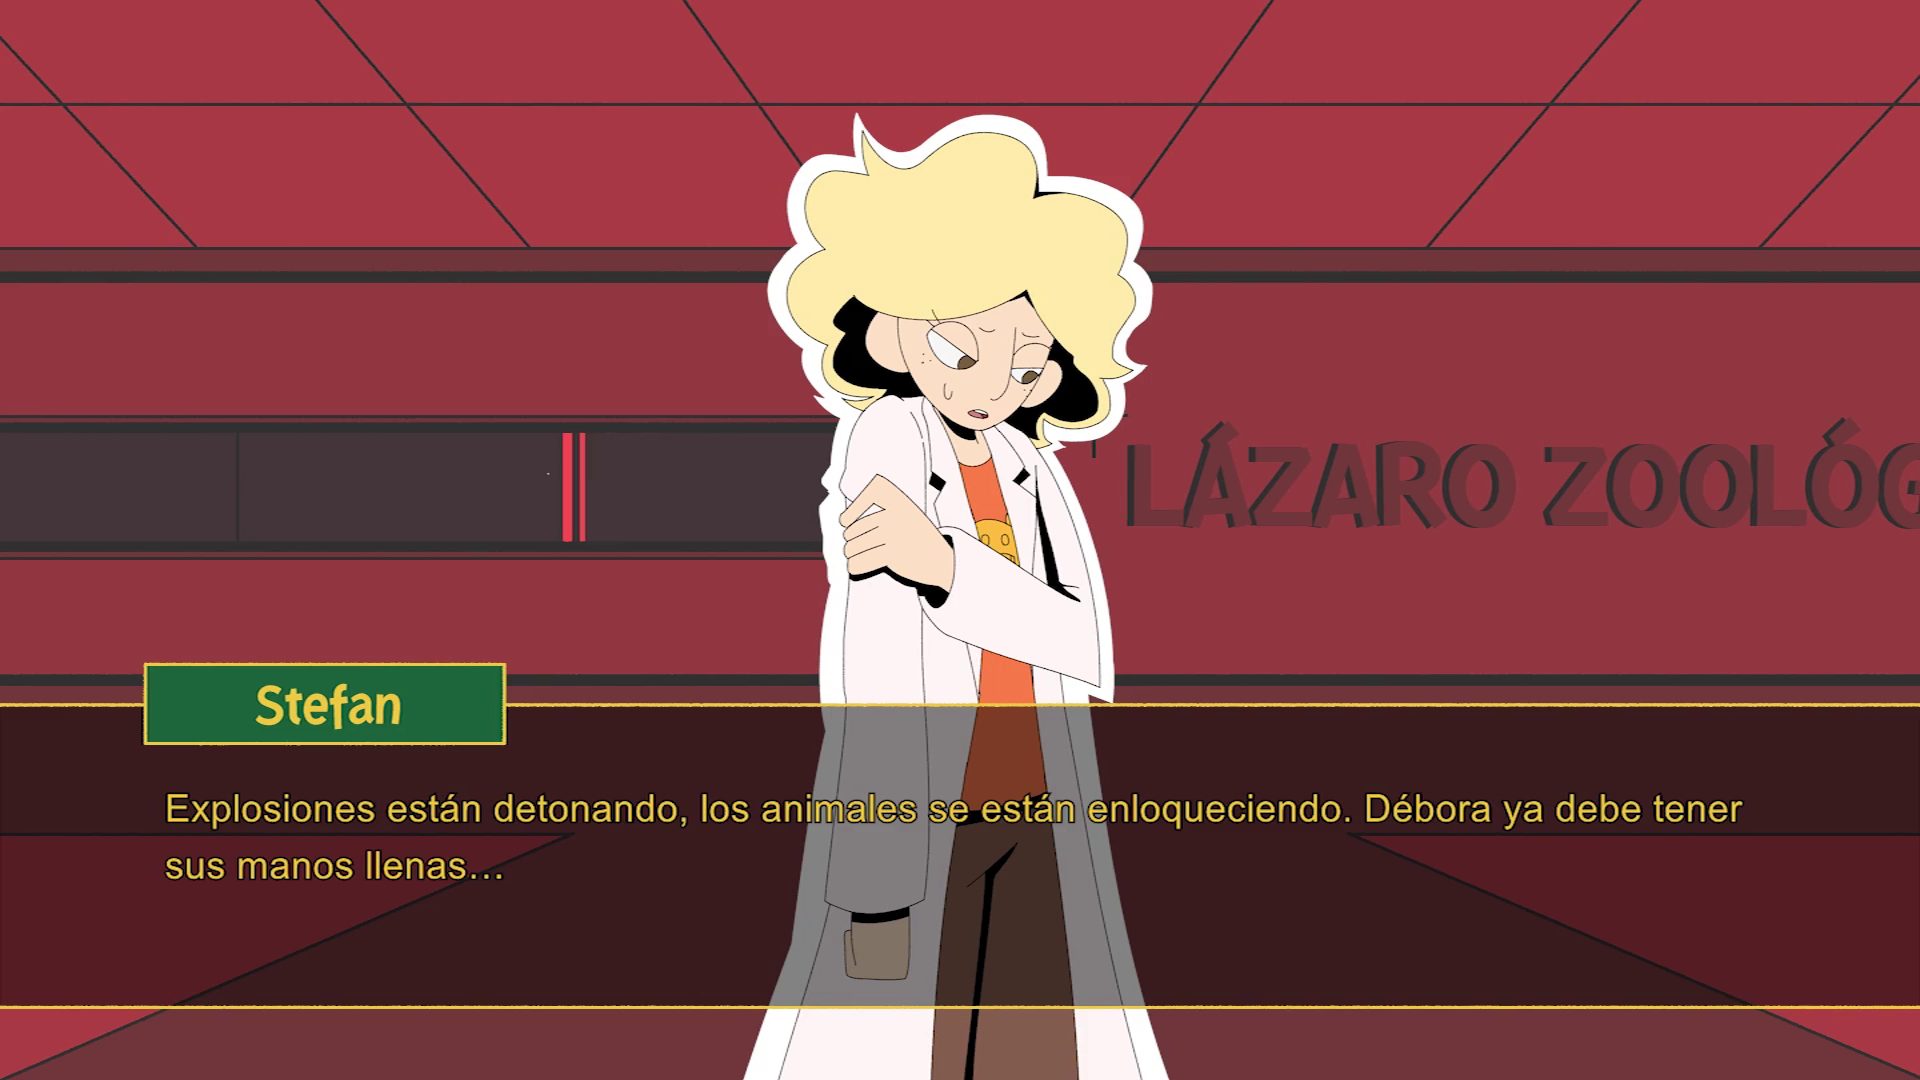 LÁZARO ZOOLÓG
Stefan
Explosiones están detonando, los animales se están enloqueciendo. Débora ya debe tener
sus manos llenas...